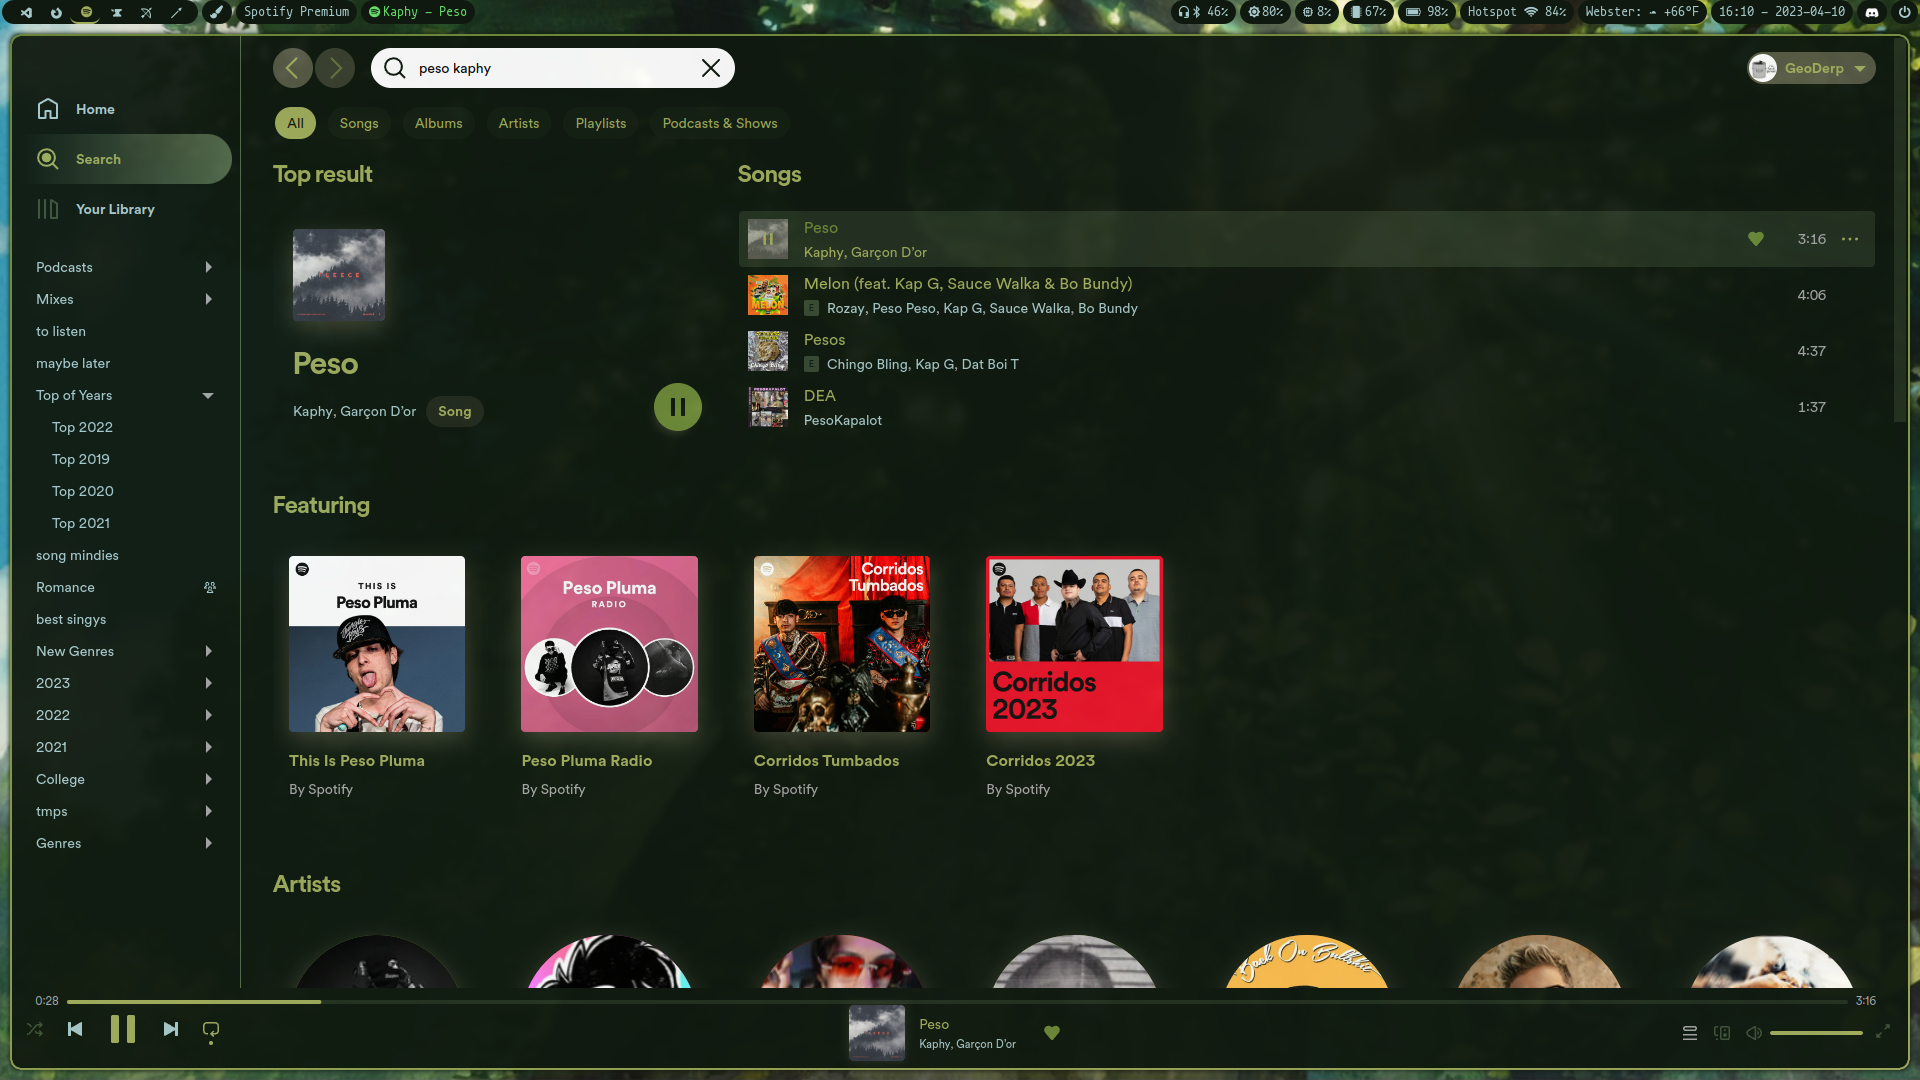 Spotify Premium
Kaphy – Peso
46%
80%
8%
67%
98%
Hotspot 84%
Webster: +66°F
16:10 – 2023-04-10
peso kaphy
GeoDerp
Home
Search
Your Library
Podcasts
Mixes
to listen
maybe later
Top of Years
Top 2022
Top 2019
Top 2020
Top 2021
song mindies
Romance
best singys
New Genres
2023
2022
2021
College
tmps
Genres
All
Songs
Albums
Artists
Playlists
Podcasts & Shows
Top result
Peso
Kaphy, Garçon D’or
Song
Songs
Peso
Kaphy, Garçon D’or
3:16
Melon (feat. Kap G, Sauce Walka & Bo Bundy)
E Rozay, Peso Peso, Kap G, Sauce Walka, Bo Bundy
4:06
MELON
Pesos
E Chingo Bling, Kap G, Dat Boi T
4:37
DEA
PesoKapalot
1:37
Featuring
THIS IS
Peso Pluma
This Is Peso Pluma
By Spotify
Peso Pluma
RADIO
Peso Pluma Radio
By Spotify
Corridos
Tumbados
Corridos Tumbados
By Spotify
Corridos
2023
Corridos 2023
By Spotify
Artists
Back On Bullshit
0:28
3:16
Peso
Kaphy, Garçon D’or